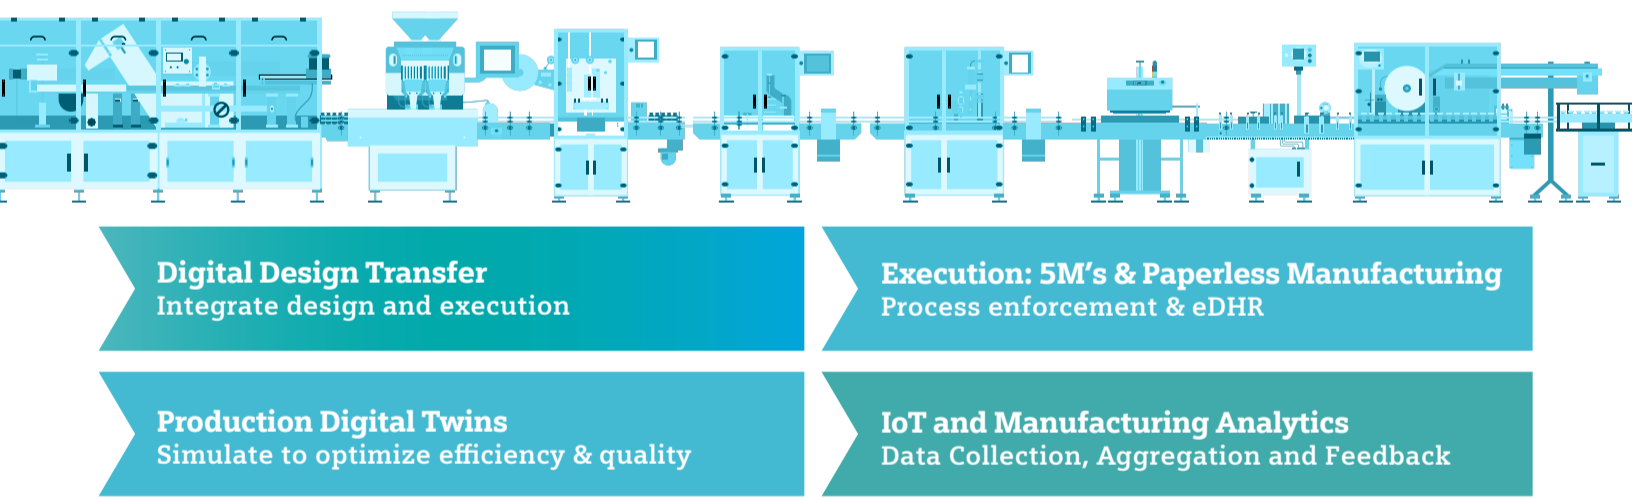 Digital Design Transfer
Integrate design and execution
Execution: 5M’s & Paperless Manufacturing
Process enforcement & eDHR
Production Digital Twins
Simulate to optimize efficiency & quality
IoT and Manufacturing Analytics
Data Collection, Aggregation and Feedback